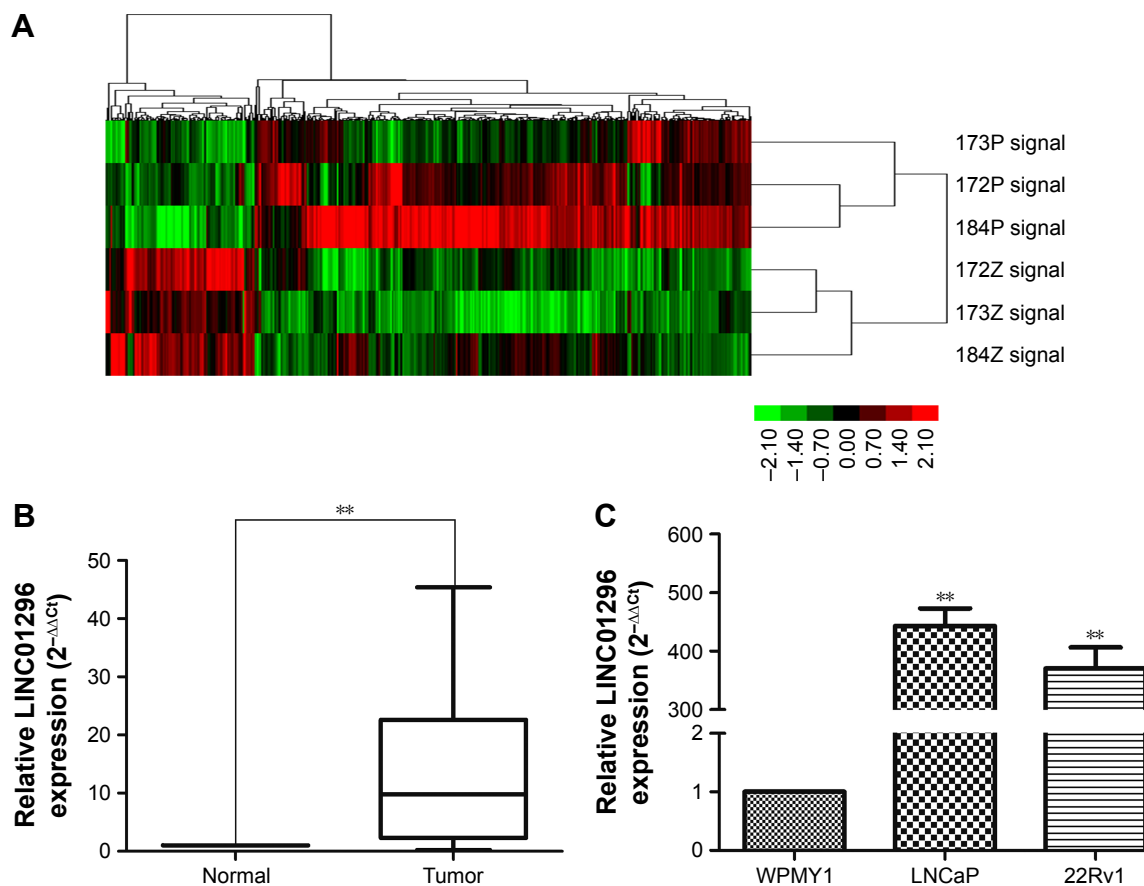 A
173P signal
172P signal
184P signal
172Z signal
173Z signal
184Z signal
−2.10
−1.40
−0.70
0.00
0.70
1.40
2.10
B
**
Relative LINC01296
expression (2−ΔΔCt)
50
40
30
20
10
0
Normal
Tumor
C
Relative LINC01296
expression (2−ΔΔCt)
600
500
400
300
2
1
0
**
**
WPMY1
LNCaP
22Rv1